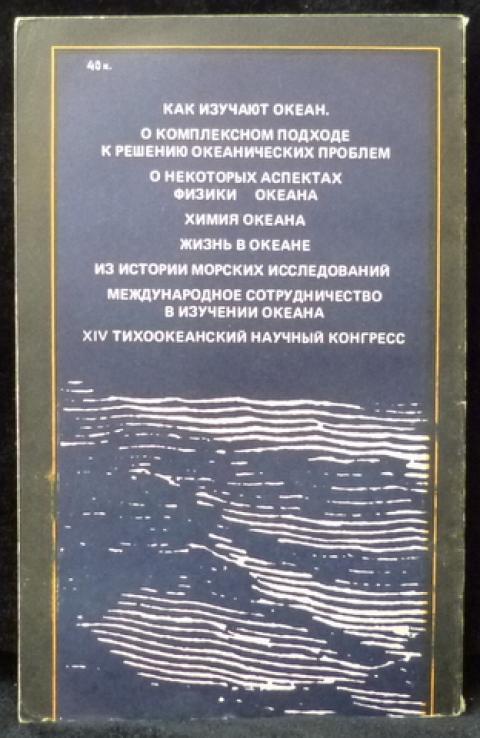 40 к.
КАК ИЗУЧАЮТ ОКЕАН.
О КОМПЛЕКСНОМ ПОДХОДЕ
К РЕШЕНИЮ ОКЕАНИЧЕСКИХ ПРОБЛЕМ
О НЕКОТОРЫХ АСПЕКТАХ
ФИЗИКИ ОКЕАНА
ХИМИЯ ОКЕАНА
ЖИЗНЬ В ОКЕАНЕ
ИЗ ИСТОРИИ МОРСКИХ ИССЛЕДОВАНИЙ
МЕЖДУНАРОДНОЕ СОТРУДНИЧЕСТВО
В ИЗУЧЕНИИ ОКЕАНА
XIV ТИХООКЕАНСКИЙ НАУЧНЫЙ КОНГРЕСС